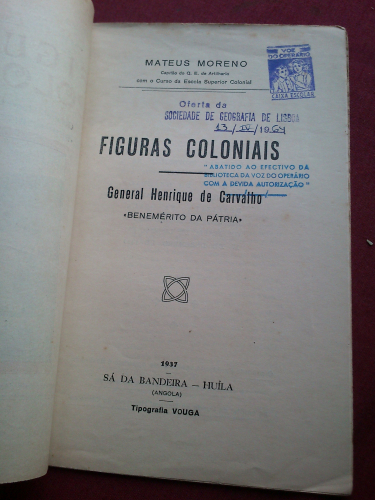 MATEUS MORENO
Capitão do Q. E. de Artilharia
com o Curso da Escola Superior Colonial
VOZ
DO OPERÁRIO
CAIXA ESCOLAR
Oferta da
SOCIEDADE DE GEOGRAFIA DE LISBOA
13/IV/1964
FIGURAS COLONIAIS
"ABATIDO AO EFECTIVO DA
BIBLIOTECA DA VOZ DO OPERÁRIO
COM A DEVIDA AUTORIZAÇÃO"
General Henrique de Carvalho
«BENEMÉRITO DA PÁTRIA»
1937
SÁ DA BANDEIRA — HUÍLA
(ANGOLA)
Tipografia VOUGA